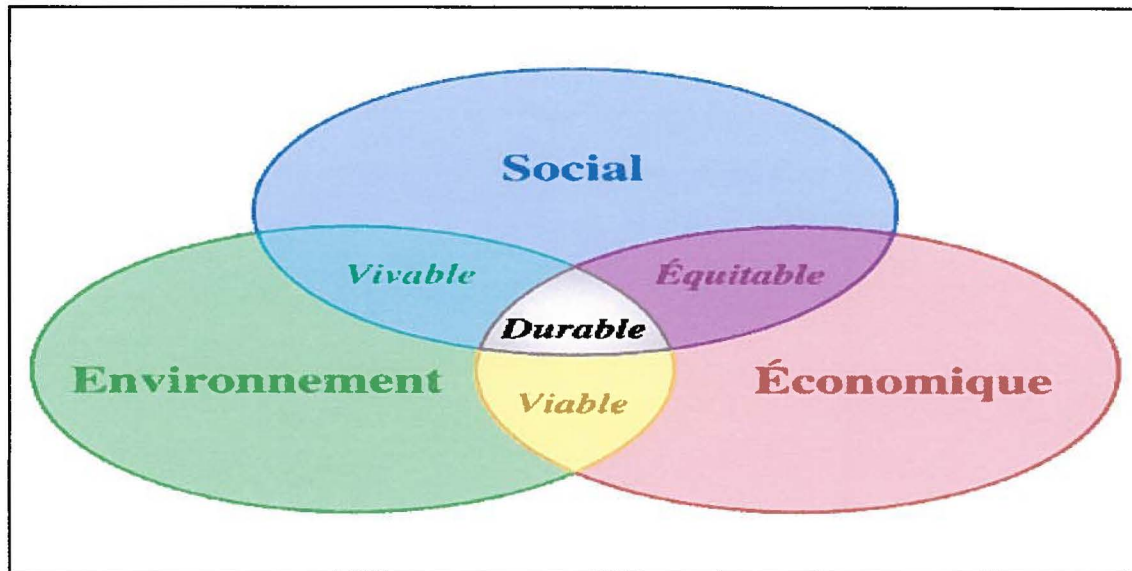 Social
Vivable
Équitable
Durable
Environnement
Économique
Viable